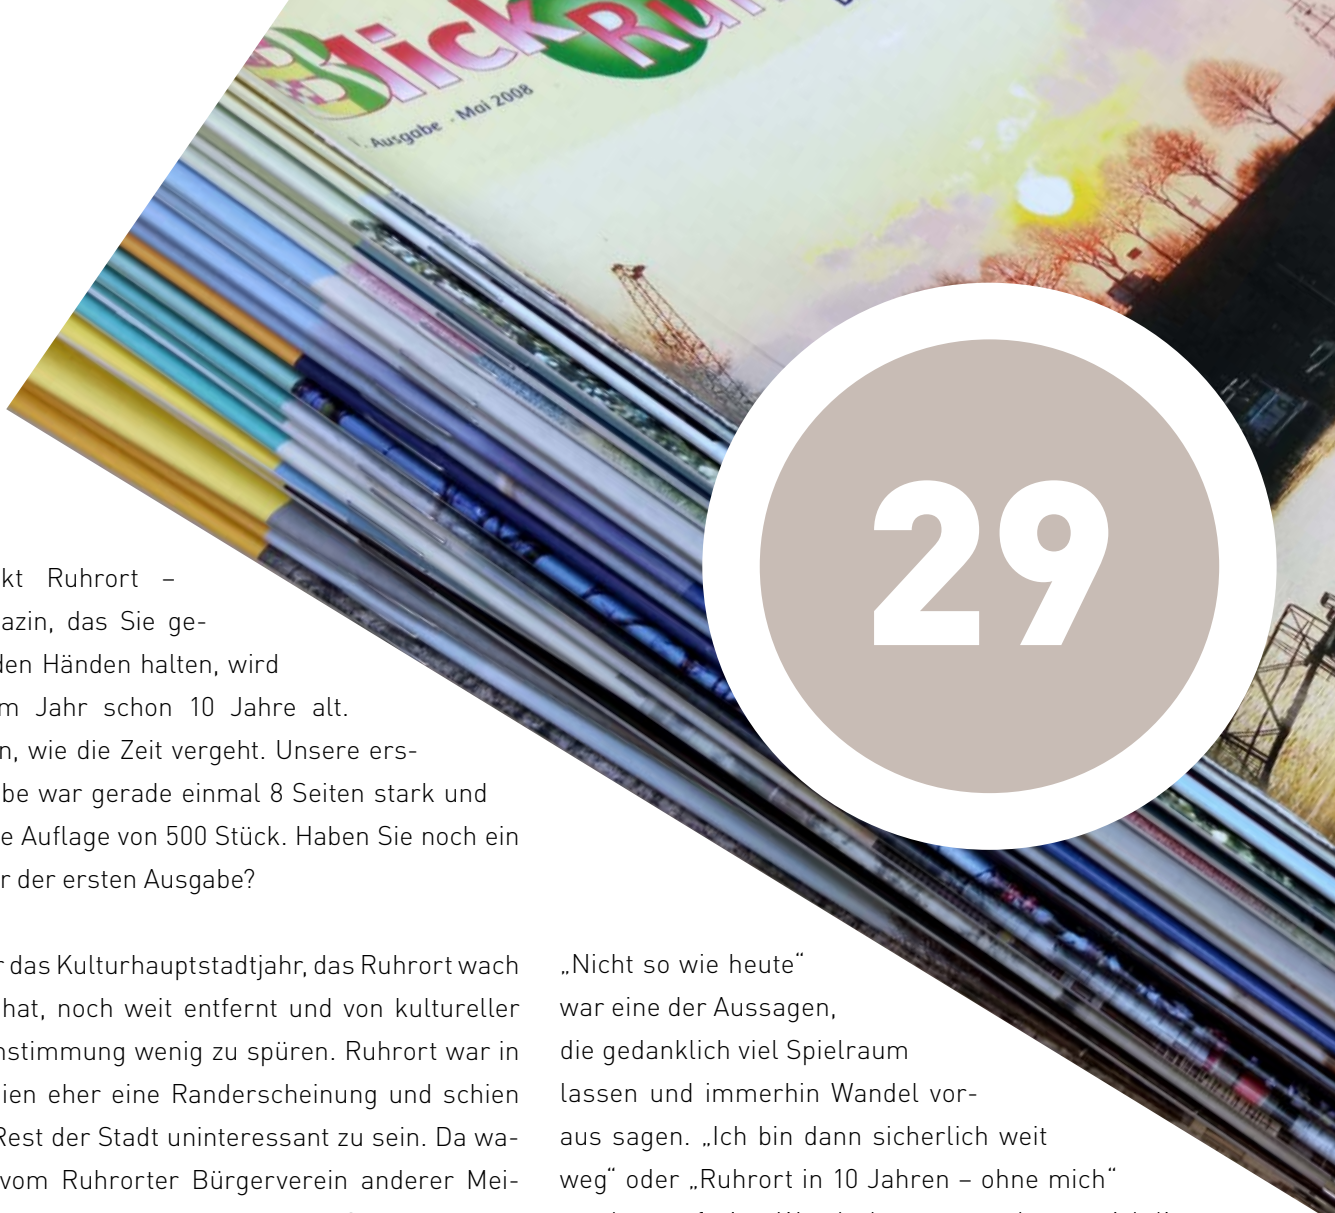 Blick
Ruhr
1. Ausgabe - Mai 2008
29
kt Ruhrort –
azin, das Sie ge-
den Händen halten, wird
m Jahr schon 10 Jahre alt.
n, wie die Zeit vergeht. Unsere ers-
be war gerade einmal 8 Seiten stark und
e Auflage von 500 Stück. Haben Sie noch ein
r der ersten Ausgabe?
r das Kulturhauptstadtjahr, das Ruhrort wach
hat, noch weit entfernt und von kultureller
nstimmung wenig zu spüren. Ruhrort war in
ien eher eine Randerscheinung und schien
Rest der Stadt uninteressant zu sein. Da wa-
vom Ruhrorter Bürgerverein anderer Mei-
„Nicht so wie heute“
war eine der Aussagen,
die gedanklich viel Spielraum
lassen und immerhin Wandel vor-
aus sagen. „Ich bin dann sicherlich weit
weg“ oder „Ruhrort in 10 Jahren – ohne mich“